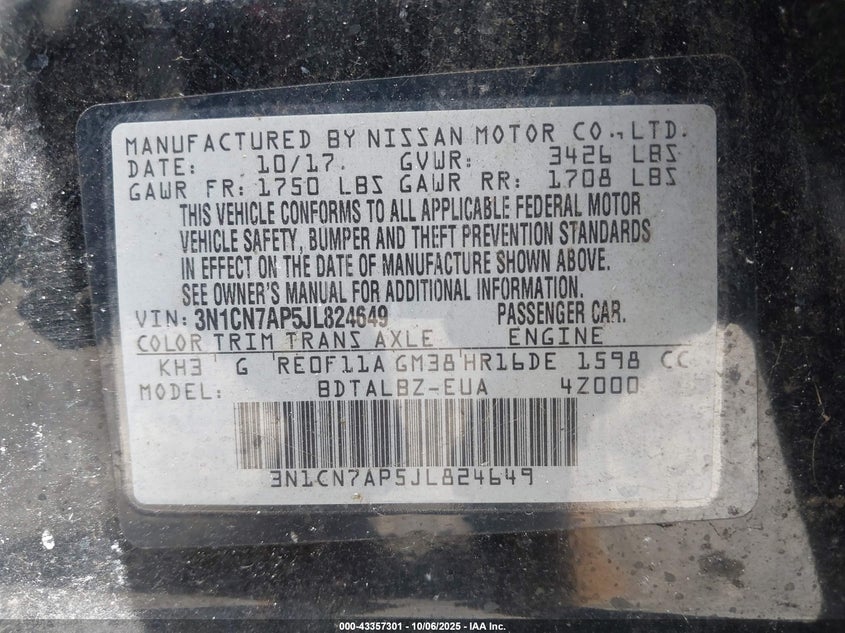 MANUFACTURED BY NISSAN MOTOR CO.,LTD.
DATE: 10/17. GVWR: 3426 LBS
GAWR FR: 1750 LBS GAWR RR: 1708 LBS
THIS VEHICLE CONFORMS TO ALL APPLICABLE FEDERAL MOTOR
VEHICLE SAFETY, BUMPER AND THEFT PREVENTION STANDARDS
IN EFFECT ON THE DATE OF MANUFACTURE SHOWN ABOVE.
SEE OWNER'S MANUAL FOR ADDITIONAL INFORMATION.
VIN: 3N1CN7AP5JL824649 PASSENGER CAR.
COLOR TRIM TRANS AXLE ENGINE
KH3 G RE0F11A GM38 HR16DE 1598 CC
MODEL: BDTALBZ-EUA 4Z000
3N1CN7AP5JL824649
000-43357301 - 10/06/2025 - IAA Inc.